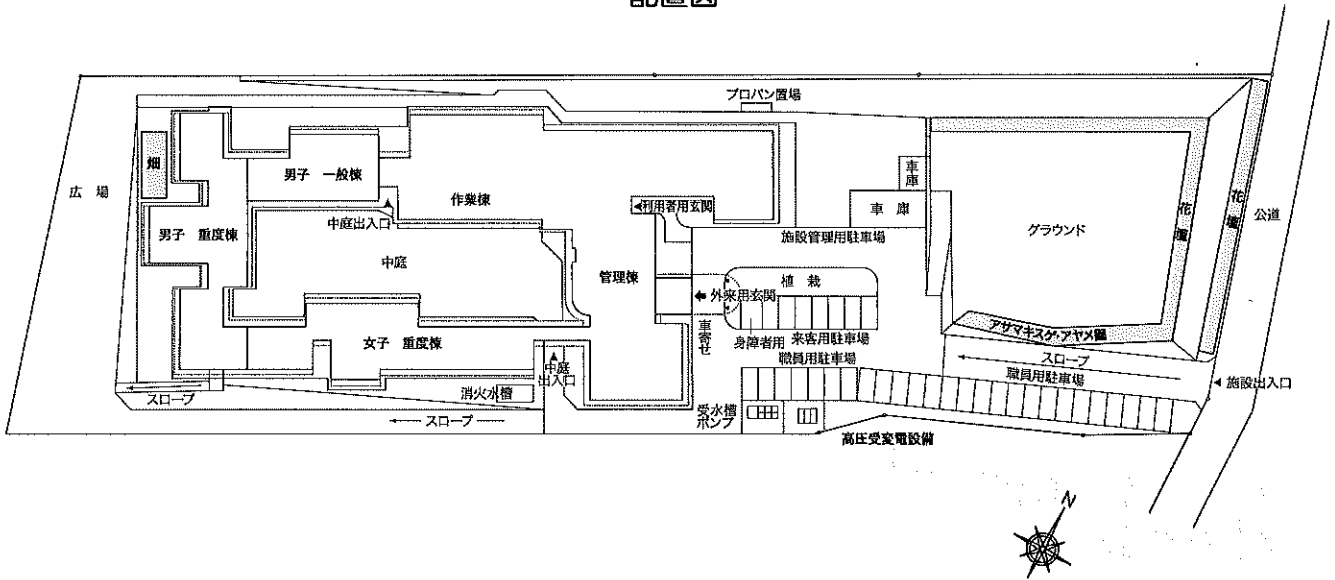 配置図
プロパン置場
広場
畑
男子 一般棟
作業棟
中庭出入口
利用者用玄関
車庫
車庫
施設管理用駐車場
グラウンド
花壇
花壇
公道
男子 重度棟
中庭
管理棟
外来用玄関
植栽
車寄せ
身障者用
来客用駐車場
職員用駐車場
アサマキスゲ・アヤメ園
スロープ
職員用駐車場
施設出入口
女子 重度棟
中庭
出入口
消火水槽
スロープ
スロープ
受水槽
ポンプ
高圧受変電設備
N